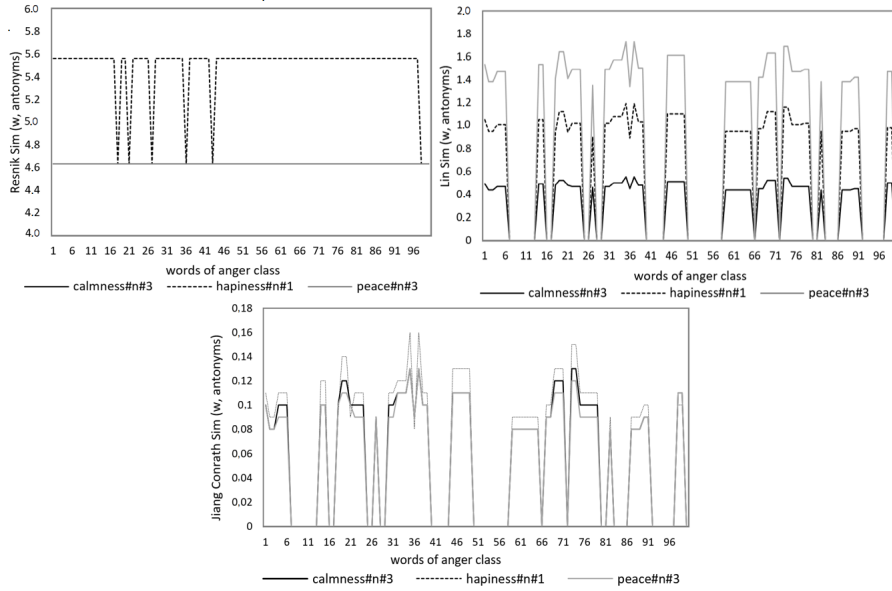 6.0
5.8
5.6
5.4
5.2
5.0
4.8
4.6
4.4
4.2
4.0
Resnik Sim (w, antonyms)
1 6 11 16 21 26 31 36 41 46 51 56 61 66 71 76 81 86 91 96
words of anger class
calmness#n#3 hapiness#n#1 peace#n#3
2.0
1.8
1.6
1.4
1.2
1.0
0.8
0.6
0.4
0.2
0
Lin Sim (w, antonyms)
1 6 11 16 21 26 31 36 41 46 51 56 61 66 71 76 81 86 91 96
words of anger class
calmness#n#3 hapiness#n#1 peace#n#3
0,18
0,16
0,14
0,12
0,1
0,08
0,06
0,04
0,02
0
Jiang Conrath Sim (w, antonyms)
1 6 11 16 21 26 31 36 41 46 51 56 61 66 71 76 81 86 91 96
words of anger class
calmness#n#3 hapiness#n#1 peace#n#3